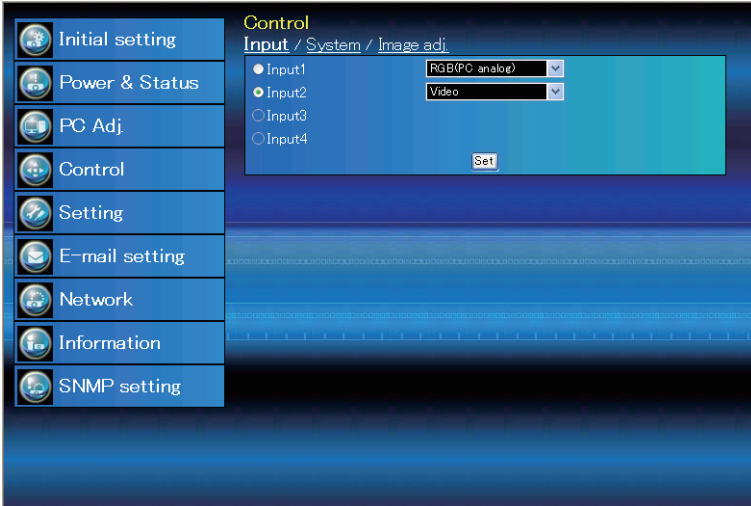 Initial setting
Power & Status
PC Adj.
Control
Setting
E-mail setting
Network
Information
SNMP setting
Control
Input / System / Image adj.
Input1 RGB(PC analog)
Input2 Video
Input3
Input4
Set